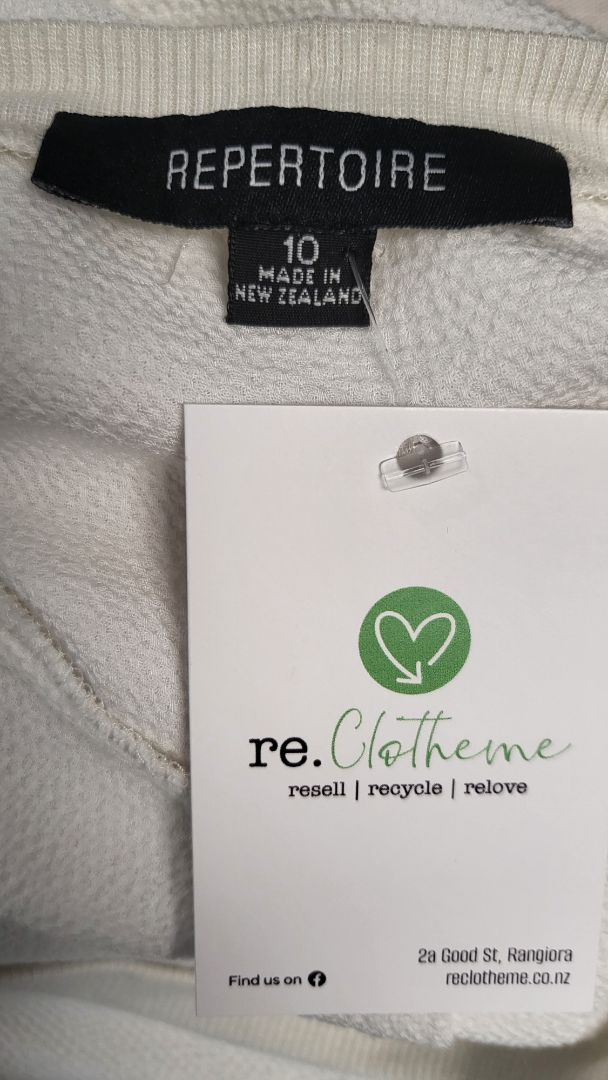 REPERTOIRE
10
MADE IN
NEW ZEALAND
re.Clotheme
resell | recycle | relove
2a Good St, Rangiora
Find us on
reclotheme.co.nz